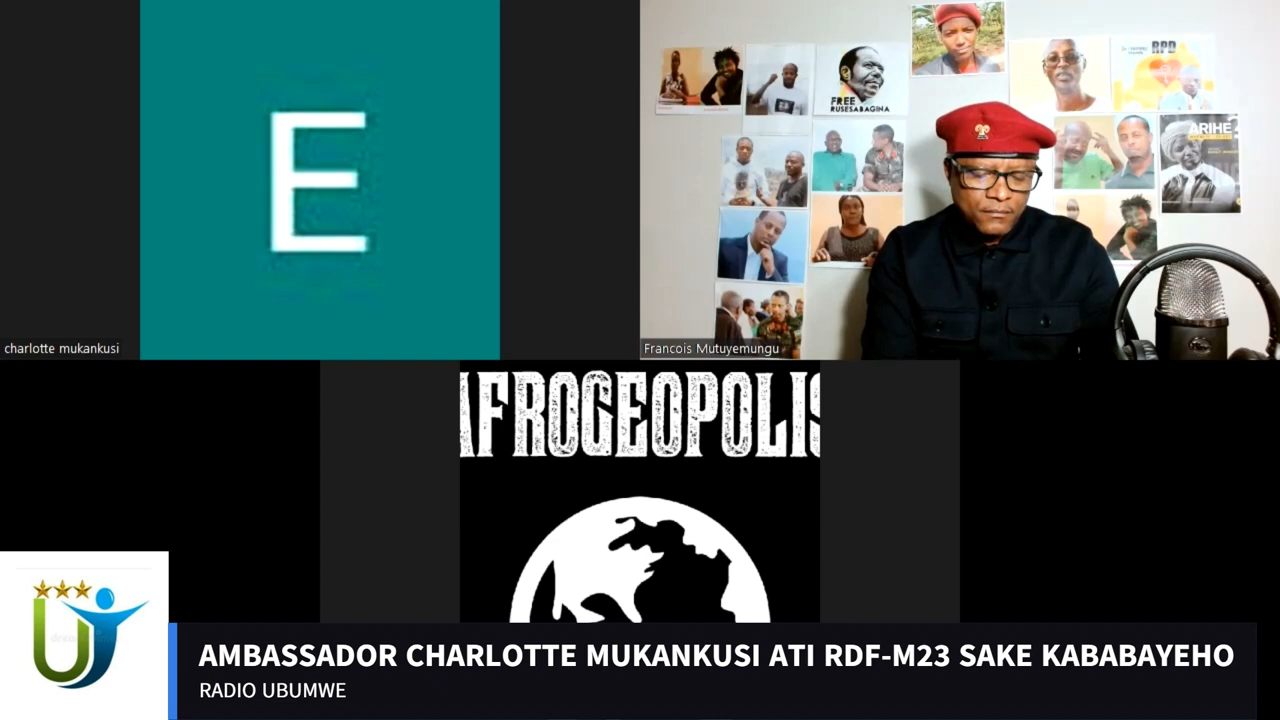 E
charlotte mukankusi
FREE
RUSESABAGINA
RPD
ARIHE
Francois Mutuyemungu
AFROGEOPOLIS
AMBASSADOR CHARLOTTE MUKANKUSI ATI RDF-M23 SAKE KABABAYEHO
RADIO UBUMWE